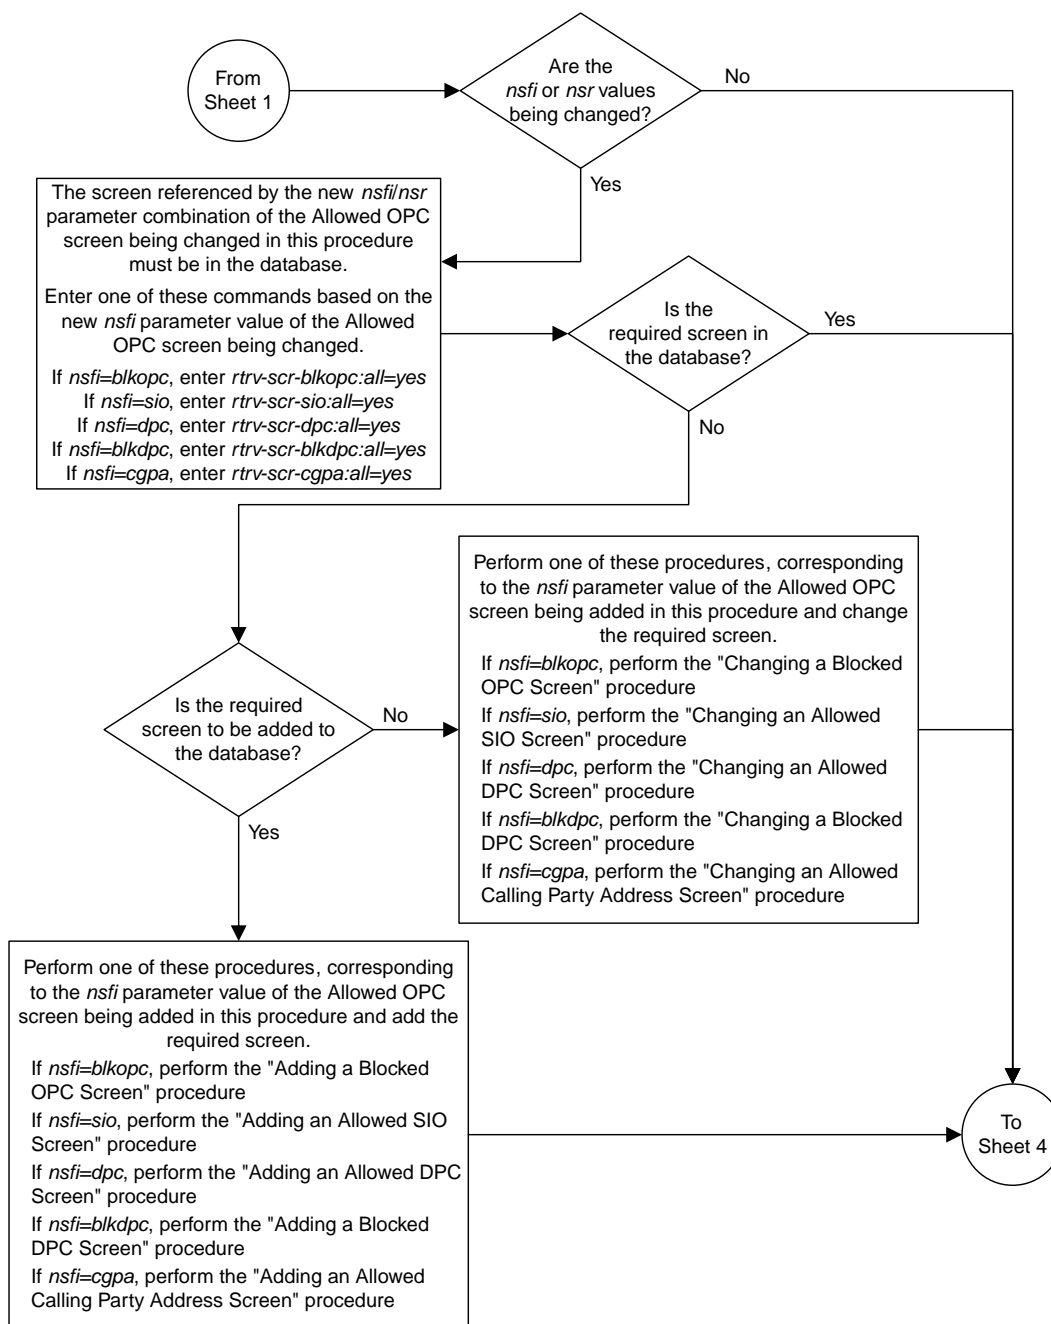 From
Sheet 1
Are the
nsfi or nsr values
being changed?
No
Yes
The screen referenced by the new nsfi/nsr
parameter combination of the Allowed OPC
screen being changed in this procedure
must be in the database.
Enter one of these commands based on the
new nsfi parameter value of the Allowed
OPC screen being changed.
If nsfi=blkopc, enter rtrv-scr-blkopc:all=yes
If nsfi=sio, enter rtrv-scr-sio:all=yes
If nsfi=dpc, enter rtrv-scr-dpc:all=yes
If nsfi=blkdpc, enter rtrv-scr-blkdpc:all=yes
If nsfi=cgpa, enter rtrv-scr-cgpa:all=yes
Is the
required screen in
the database?
Yes
No
Is the required
screen to be added to
the database?
No
Yes
Perform one of these procedures, corresponding
to the nsfi parameter value of the Allowed OPC
screen being added in this procedure and change
the required screen.
If nsfi=blkopc, perform the "Changing a Blocked
OPC Screen" procedure
If nsfi=sio, perform the "Changing an Allowed
SIO Screen" procedure
If nsfi=dpc, perform the "Changing an Allowed
DPC Screen" procedure
If nsfi=blkdpc, perform the "Changing a Blocked
DPC Screen" procedure
If nsfi=cgpa, perform the "Changing an Allowed
Calling Party Address Screen" procedure
Perform one of these procedures, corresponding
to the nsfi parameter value of the Allowed OPC
screen being added in this procedure and add the
required screen.
If nsfi=blkopc, perform the "Adding a Blocked
OPC Screen" procedure
If nsfi=sio, perform the "Adding an Allowed SIO
Screen" procedure
If nsfi=dpc, perform the "Adding an Allowed DPC
Screen" procedure
If nsfi=blkdpc, perform the "Adding a Blocked
DPC Screen" procedure
If nsfi=cgpa, perform the "Adding an Allowed
Calling Party Address Screen" procedure
To
Sheet 4